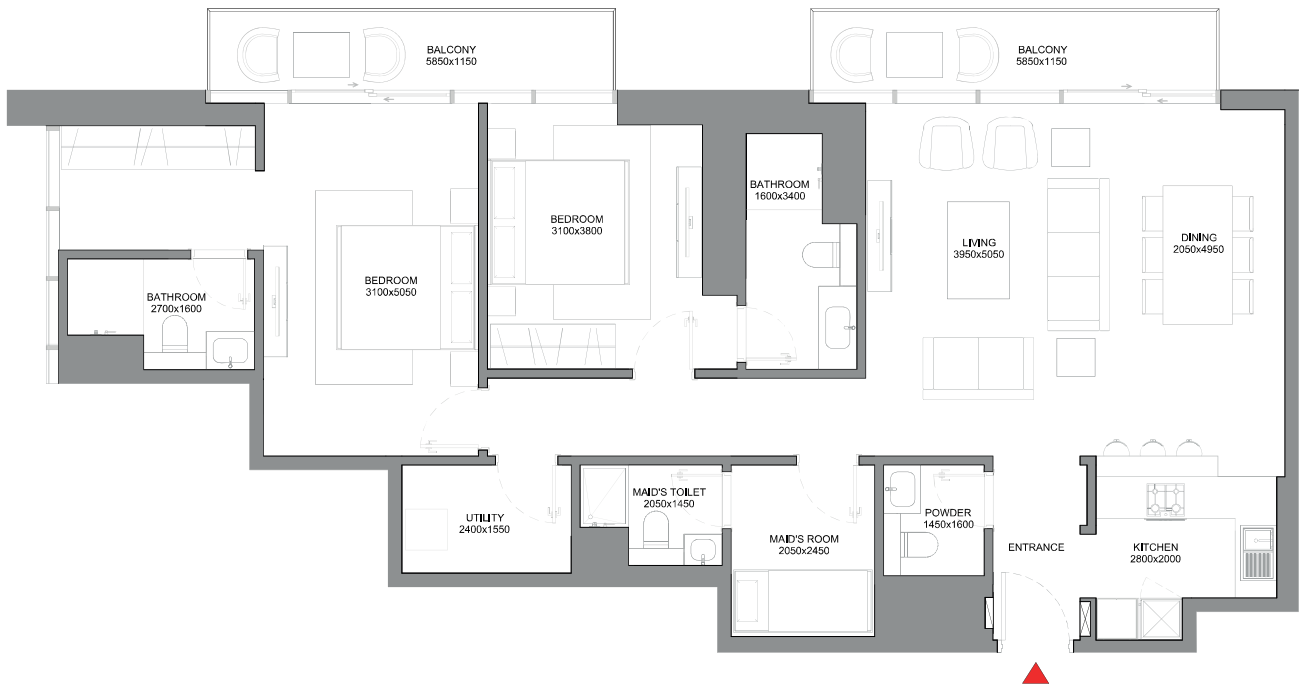 BALCONY
5850x1150
BALCONY
5850x1150
BATHROOM
1600x3400
BEDROOM
3100x3800
LIVING
3950x5050
DINING
2050x4950
BEDROOM
3100x5050
BATHROOM
2700x1600
MAID'S TOILET
2050x1450
UTILITY
2400x1550
POWDER
1450x1600
MAID'S ROOM
2050x2450
ENTRANCE
KITCHEN
2800x2000